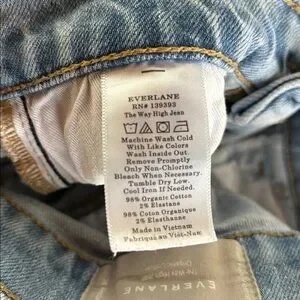 EVERLANE
RN# 139393
The Way High Jean
Machine Wash Cold
With Like Colors
Wash Inside Out.
Remove Promptly
Only Non-Chlorine
Bleach When Necessary.
Tumble Dry Low.
Cool Iron If Needed.
98% Organic Cotton
2% Elastane
98% Coton Organique
2% Élasthanne
Made in Vietnam
Fabriqué au Viêt-Nam
EVERLANE